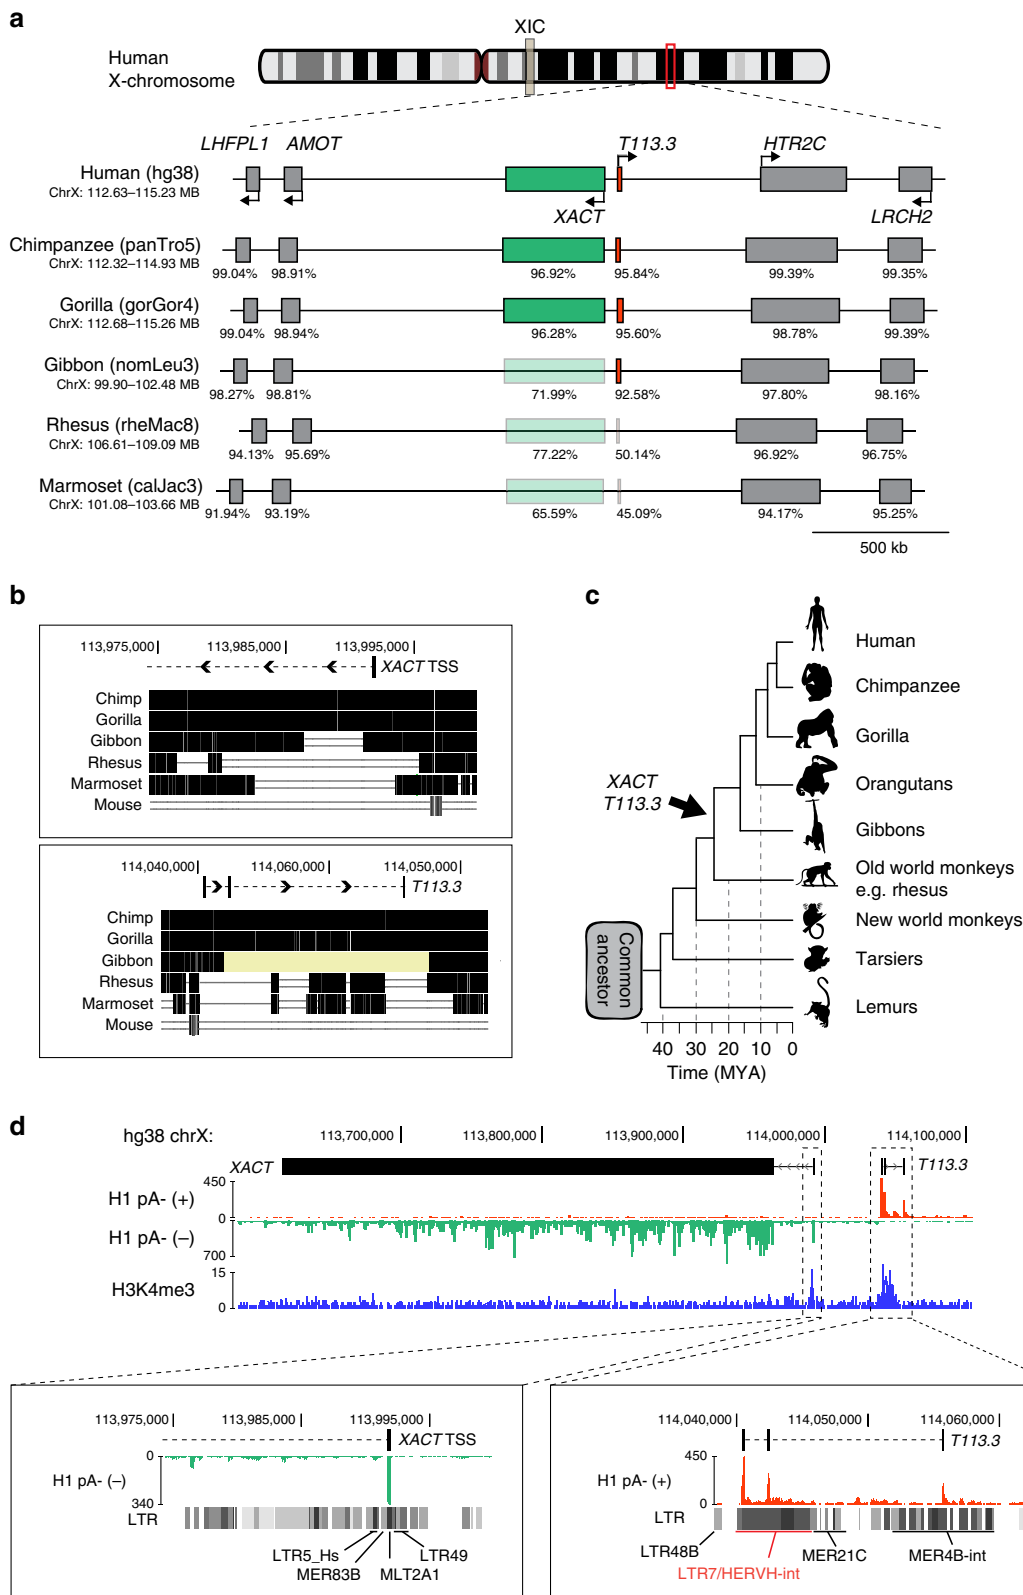 a
XIC
Human
X-chromosome
LHFPL1 AMOT T113.3 HTR2C
Human (hg38)
ChrX: 112.63–115.23 MB
XACT LRCH2
Chimpanzee (panTro5)
ChrX: 112.32–114.93 MB
99.04% 98.91% 96.92% 95.84% 99.39% 99.35%
Gorilla (gorGor4)
ChrX: 112.68–115.26 MB
99.04% 98.94% 96.28% 95.60% 98.78% 99.39%
Gibbon (nomLeu3)
ChrX: 99.90–102.48 MB
98.27% 98.81% 71.99% 92.58% 97.80% 98.16%
Rhesus (rheMac8)
ChrX: 106.61–109.09 MB
94.13% 95.69% 77.22% 50.14% 96.92% 96.75%
Marmoset (calJac3)
ChrX: 101.08–103.66 MB
91.94% 93.19% 65.59% 45.09% 94.17% 95.25%
500 kb
b
113,975,000 113,985,000 113,995,000
XACT TSS
Chimp
Gorilla
Gibbon
Rhesus
Marmoset
Mouse
114,040,000 114,060,000 114,050,000
T113.3
Chimp
Gorilla
Gibbon
Rhesus
Marmoset
Mouse
c
Human
Chimpanzee
Gorilla
Orangutans
XACT
T113.3
Gibbons
Old world monkeys
e.g. rhesus
New world monkeys
Tarsiers
Lemurs
Common
ancestor
40 30 20 10 0
Time (MYA)
d
hg38 chrX: 113,700,000 113,800,000 113,900,000 114,000,000 114,100,000
XACT T113.3
450
H1 pA- (+)
0
H1 pA- (–)
700
15
H3K4me3
0
113,975,000 113,985,000 113,995,000
XACT TSS
0
H1 pA- (–)
340
LTR
LTR5_Hs LTR49
MER83B MLT2A1
114,040,000 114,050,000 114,060,000
T113.3
450
H1 pA- (+)
0
LTR
LTR48B MER21C MER4B-int
LTR7/HERVH-int